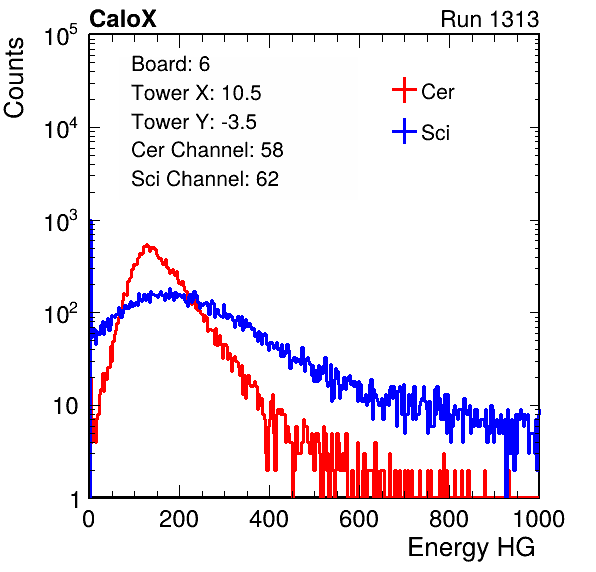 CaloX Run 1313
Counts
10^5
10^4
10^3
10^2
10
1
Board: 6
Tower X: 10.5
Tower Y: -3.5
Cer Channel: 58
Sci Channel: 62
Cer
Sci
0 200 400 600 800 1000
Energy HG